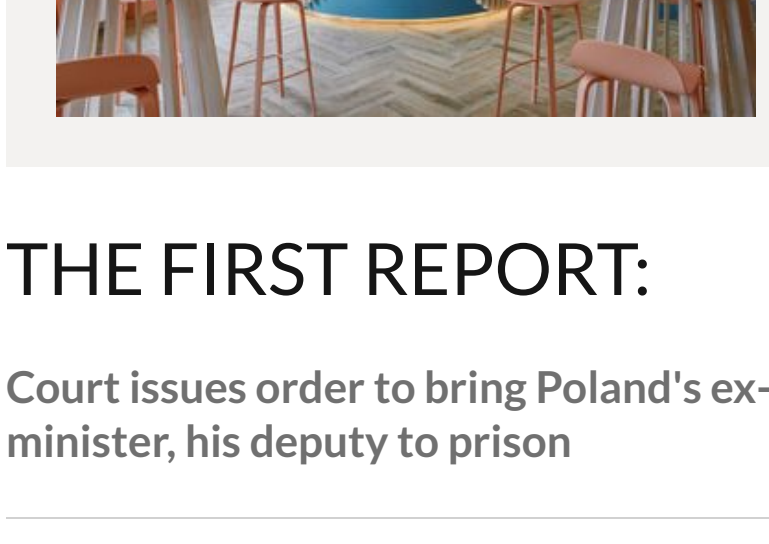 THE FIRST REPORT:
Court issues order to bring Poland's ex-
minister, his deputy to prison